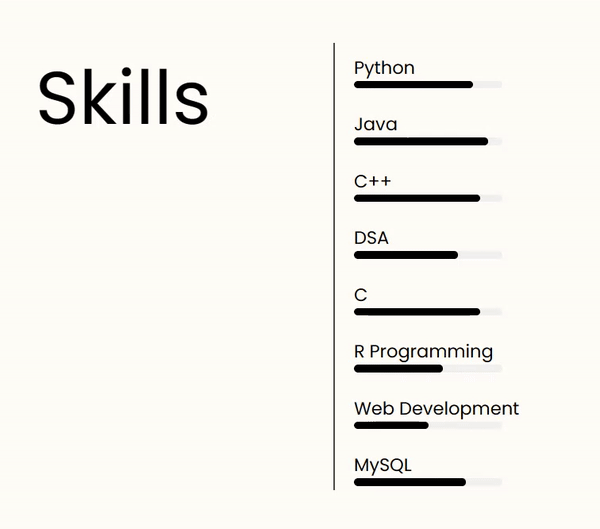 Skills
Python
Java
C++
DSA
C
R Programming
Web Development
MySQL